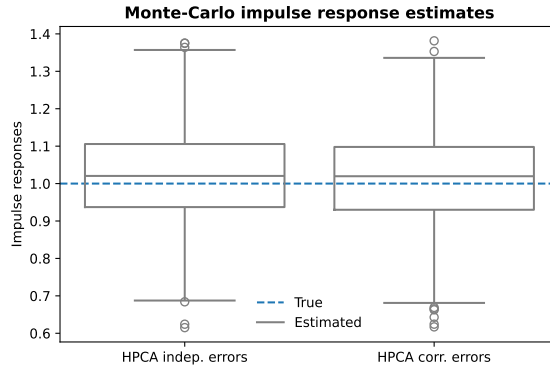 Monte-Carlo impulse response estimates
Impulse responses
1.4
1.3
1.2
1.1
1.0
0.9
0.8
0.7
0.6
True
Estimated
HPCA indep. errors
HPCA corr. errors